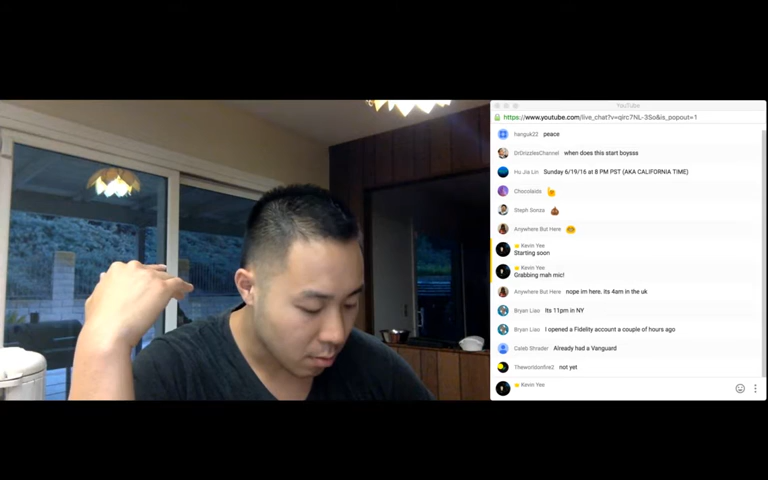 YouTube
https://www.youtube.com/live_chat?v=qirc7NL-3So&is_popout=1
hanguk22 peace
DrDrizzlesChannel when does this start boysss
Hu Jia Lin Sunday 6/19/16 at 8 PM PST (AKA CALIFORNIA TIME)
Chocolaids
Steph Sonza
Anywhere But Here
Kevin Yee
Starting soon
Kevin Yee
Grabbing mah mic!
Anywhere But Here nope im here. its 4am in the uk
Bryan Liao Its 11pm in NY
Bryan Liao I opened a Fidelity account a couple of hours ago
Caleb Shrader Already had a Vanguard
Theworldonfire2 not yet
Kevin Yee